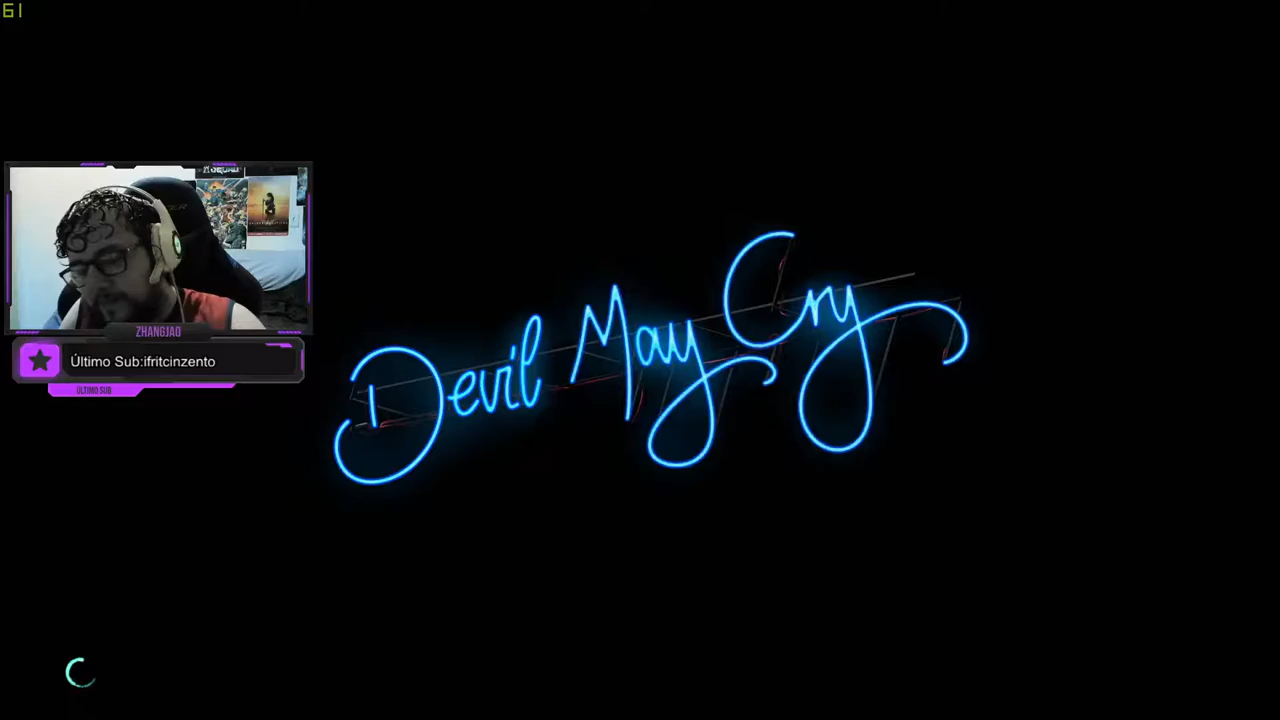 61
Devil May Cry
ZHANGJAO
Último Sub:ifritcinzento
ÚLTIMO SUB